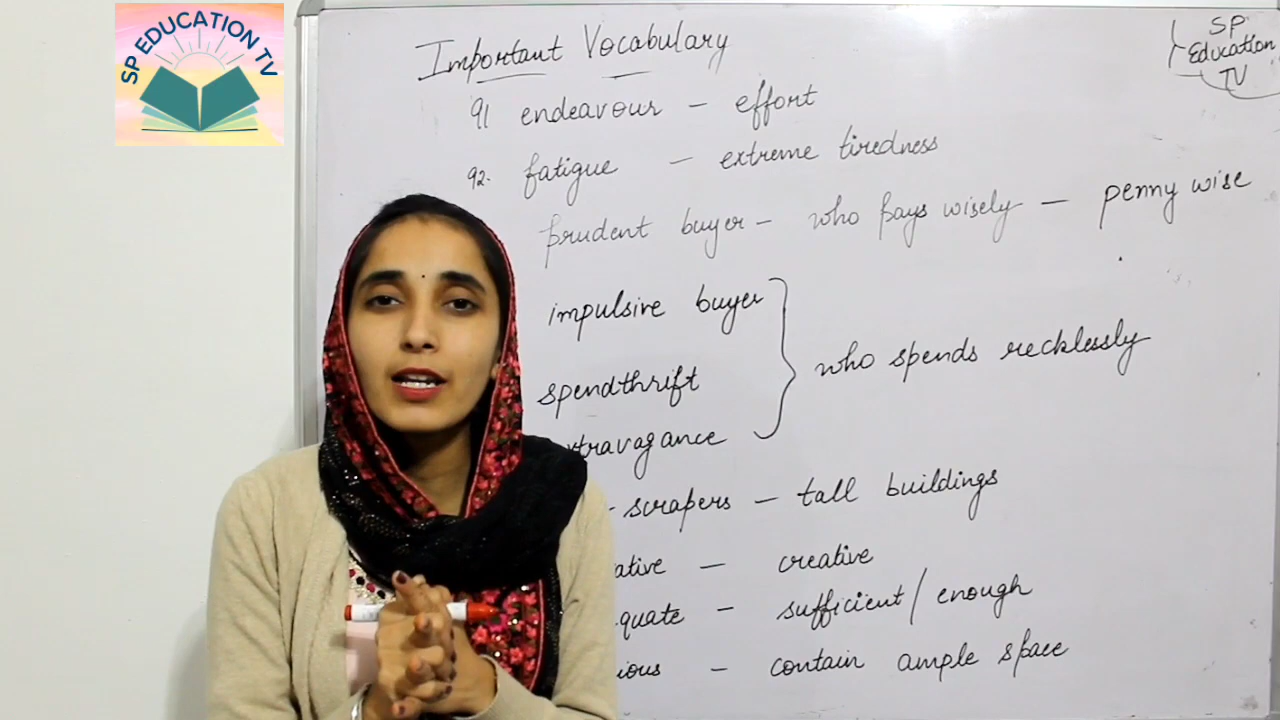 SP EDUCATION TV
SP
Education
TV
Important Vocabulary
91 endeavour - effort
92. fatigue - extreme tiredness
prudent buyer - who pays wisely - penny wise
impulsive buyer
spendthrift
who spends recklessly
xtravagance
- scrapers - tall buildings
ative - creative
quate - sufficient / enough
ious - contain ample space